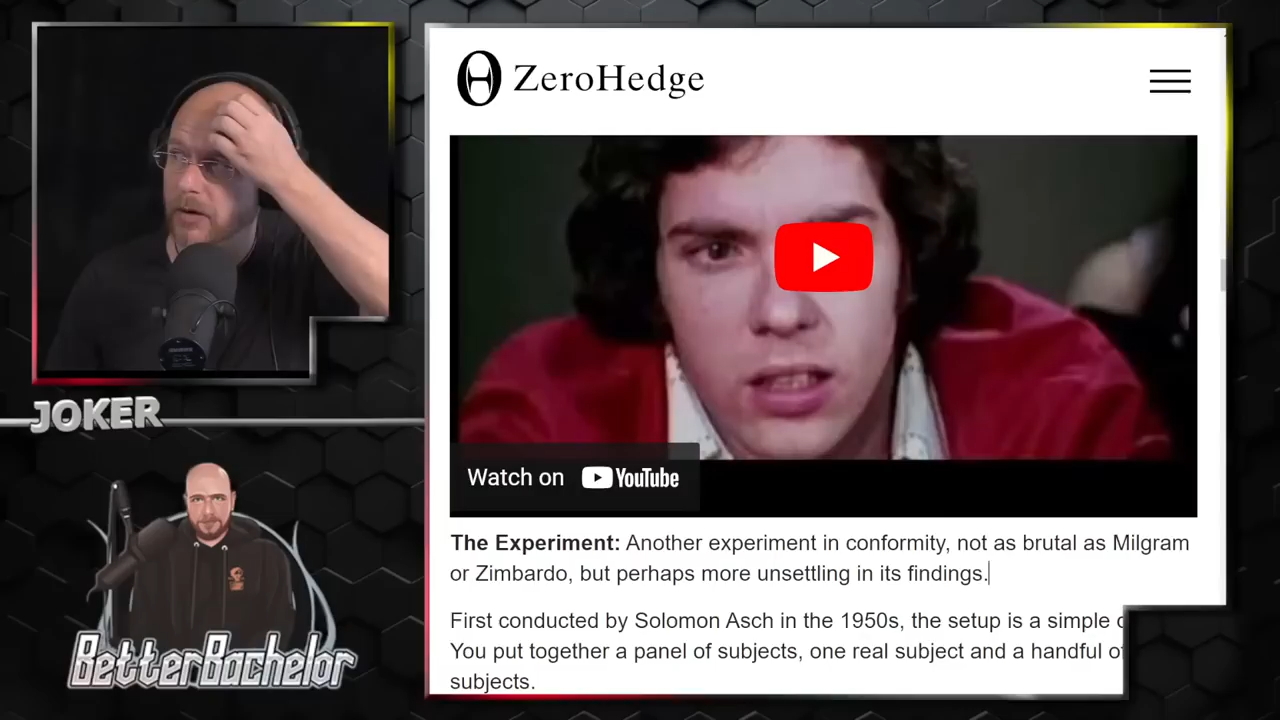 ZeroHedge
Watch on YouTube
The Experiment: Another experiment in conformity, not as brutal as Milgram
or Zimbardo, but perhaps more unsettling in its findings.
First conducted by Solomon Asch in the 1950s, the setup is a simple
You put together a panel of subjects, one real subject and a handful
subjects.
JOKER
BetterBachelor